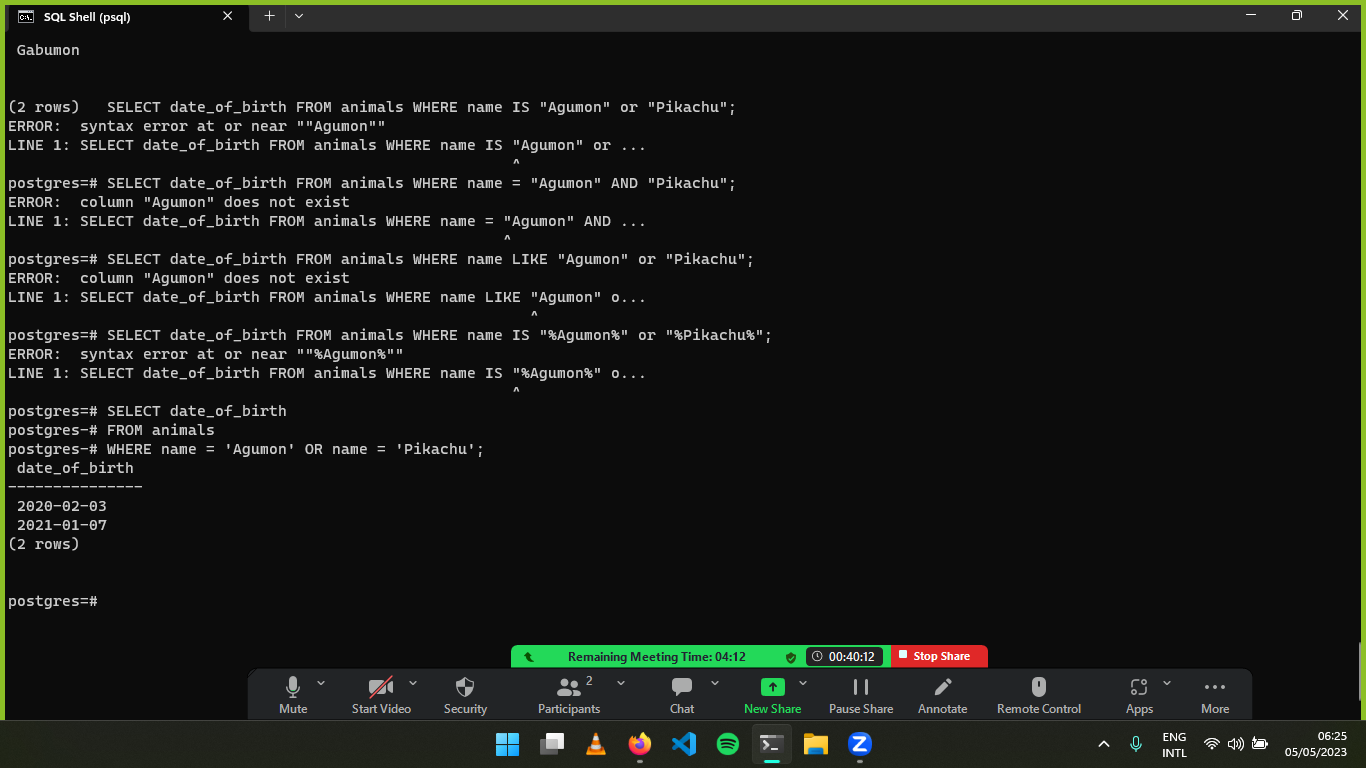 SQL Shell (psql)
Gabumon
(2 rows)   SELECT date_of_birth FROM animals WHERE name IS "Agumon" or "Pikachu";
ERROR:  syntax error at or near ""Agumon""
LINE 1: SELECT date_of_birth FROM animals WHERE name IS "Agumon" or ...
^
postgres=# SELECT date_of_birth FROM animals WHERE name = "Agumon" AND "Pikachu";
ERROR:  column "Agumon" does not exist
LINE 1: SELECT date_of_birth FROM animals WHERE name = "Agumon" AND ...
^
postgres=# SELECT date_of_birth FROM animals WHERE name LIKE "Agumon" or "Pikachu";
ERROR:  column "Agumon" does not exist
LINE 1: SELECT date_of_birth FROM animals WHERE name LIKE "Agumon" o...
^
postgres=# SELECT date_of_birth FROM animals WHERE name IS "%Agumon%" or "%Pikachu%";
ERROR:  syntax error at or near ""%Agumon%""
LINE 1: SELECT date_of_birth FROM animals WHERE name IS "%Agumon%" o...
^
postgres=# SELECT date_of_birth
postgres-# FROM animals
postgres-# WHERE name = 'Agumon' OR name = 'Pikachu';
date_of_birth
---------------
2020-02-03
2021-01-07
(2 rows)
postgres=#
Remaining Meeting Time: 04:12 00:40:12 Stop Share
2
Mute Start Video Security Participants Chat New Share Pause Share Annotate Remote Control Apps More
ENG 06:25
INTL 05/05/2023